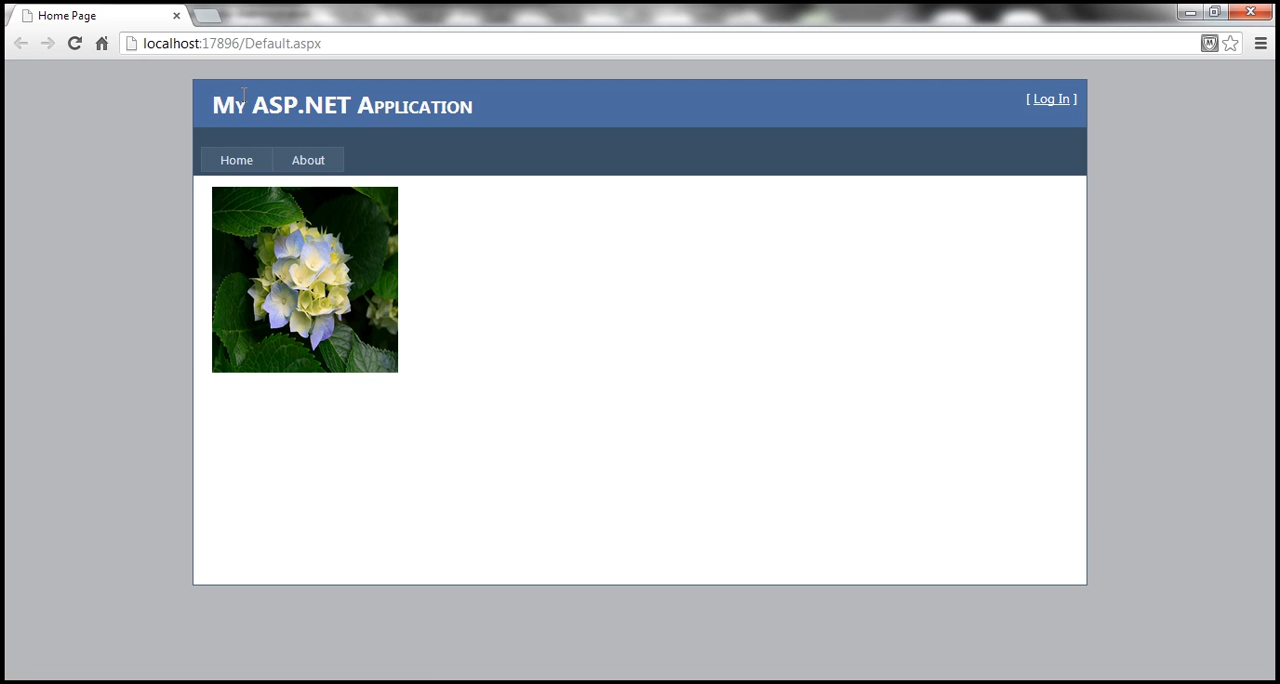 Home Page
localhost:17896/Default.aspx
My ASP.NET Application
[ Log In ]
Home About